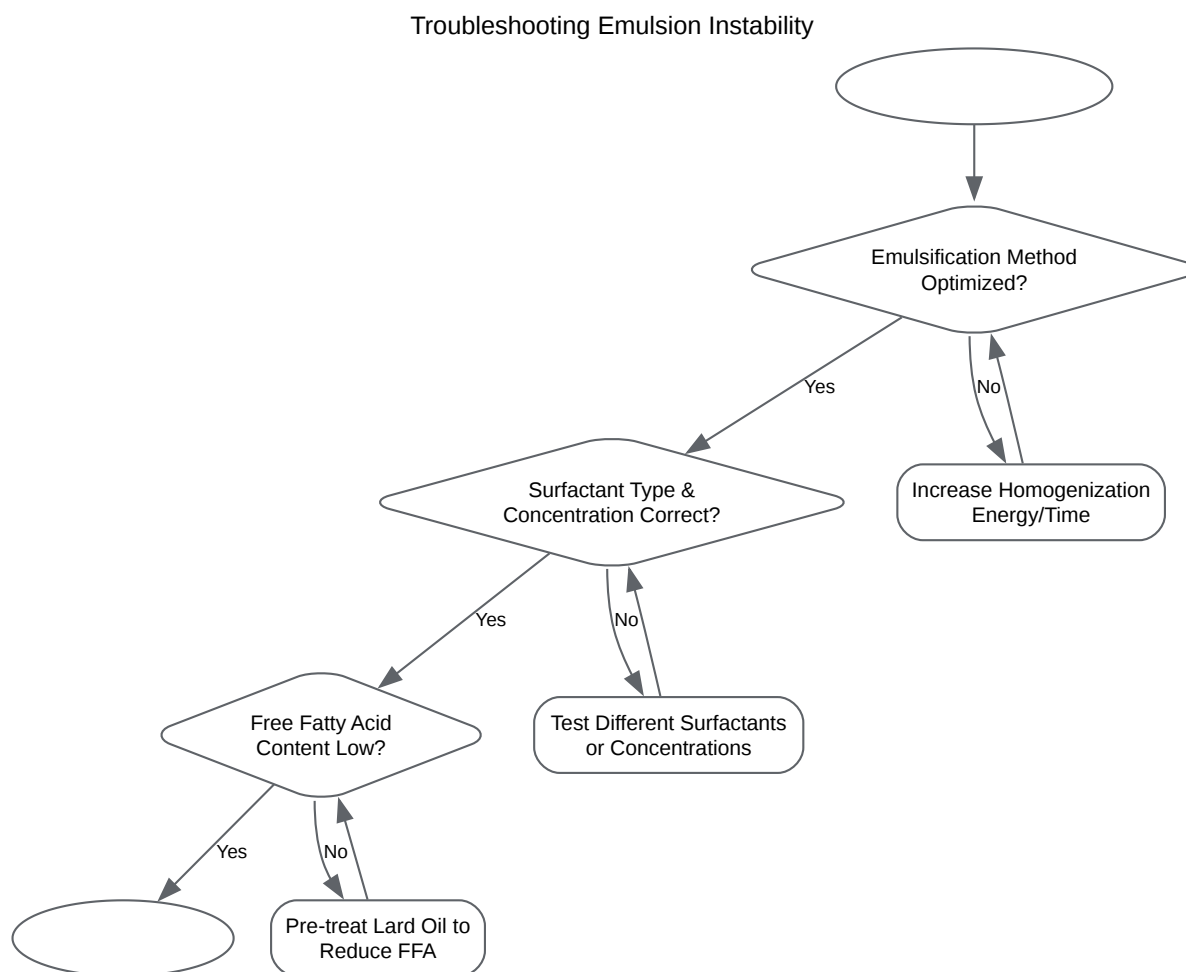 Troubleshooting Emulsion Instability
Emulsification Method
Optimized?
Yes
No
Increase Homogenization
Energy/Time
Surfactant Type &
Concentration Correct?
Yes
No
Test Different Surfactants
or Concentrations
Free Fatty Acid
Content Low?
Yes
No
Pre-treat Lard Oil to
Reduce FFA